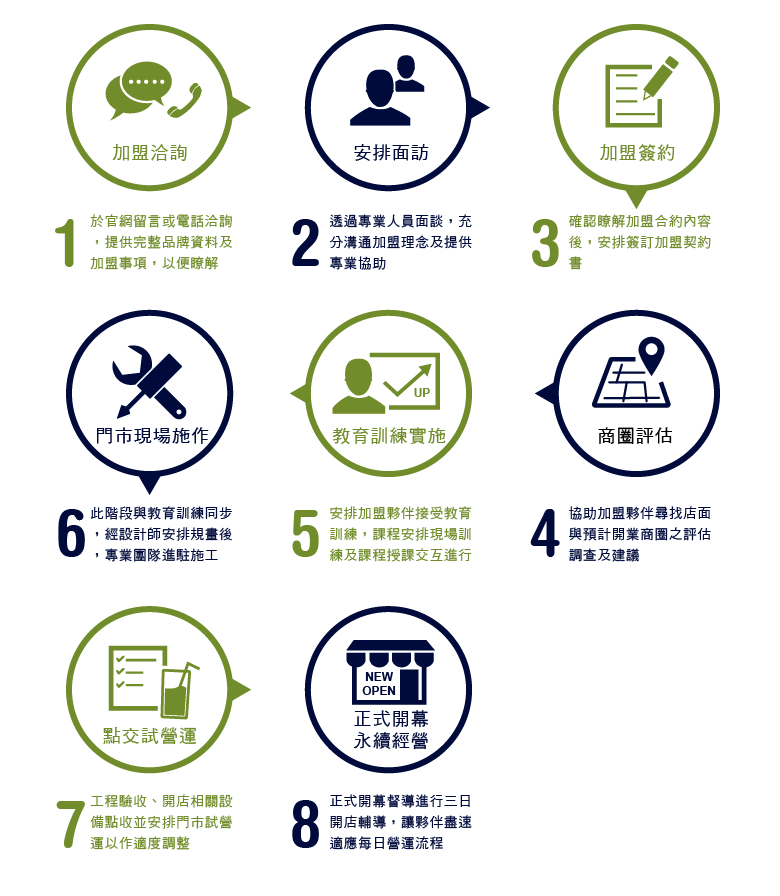 加盟洽詢
1
於官網留言或電話洽詢
，提供完整品牌資料及
加盟事項，以便瞭解
安排面訪
2
透過專業人員面談，充
分溝通加盟理念及提供
專業協助
加盟簽約
3
確認瞭解加盟合約內容
後，安排簽訂加盟契約
書
商圈評估
4
協助加盟夥伴尋找店面
與預計開業商圈之評估
調查及建議
UP
教育訓練實施
5
安排加盟夥伴接受教育
訓練，課程安排現場訓
練及課程授課交互進行
門市現場施作
6
此階段與教育訓練同步
，經設計師安排規畫後
，專業團隊進駐施工
點交試營運
7
工程驗收、開店相關設
備點收並安排門市試營
運以作適度調整
NEW
OPEN
正式開幕
永續經營
8
正式開幕督導進行三日
開店輔導，讓夥伴盡速
適應每日營運流程